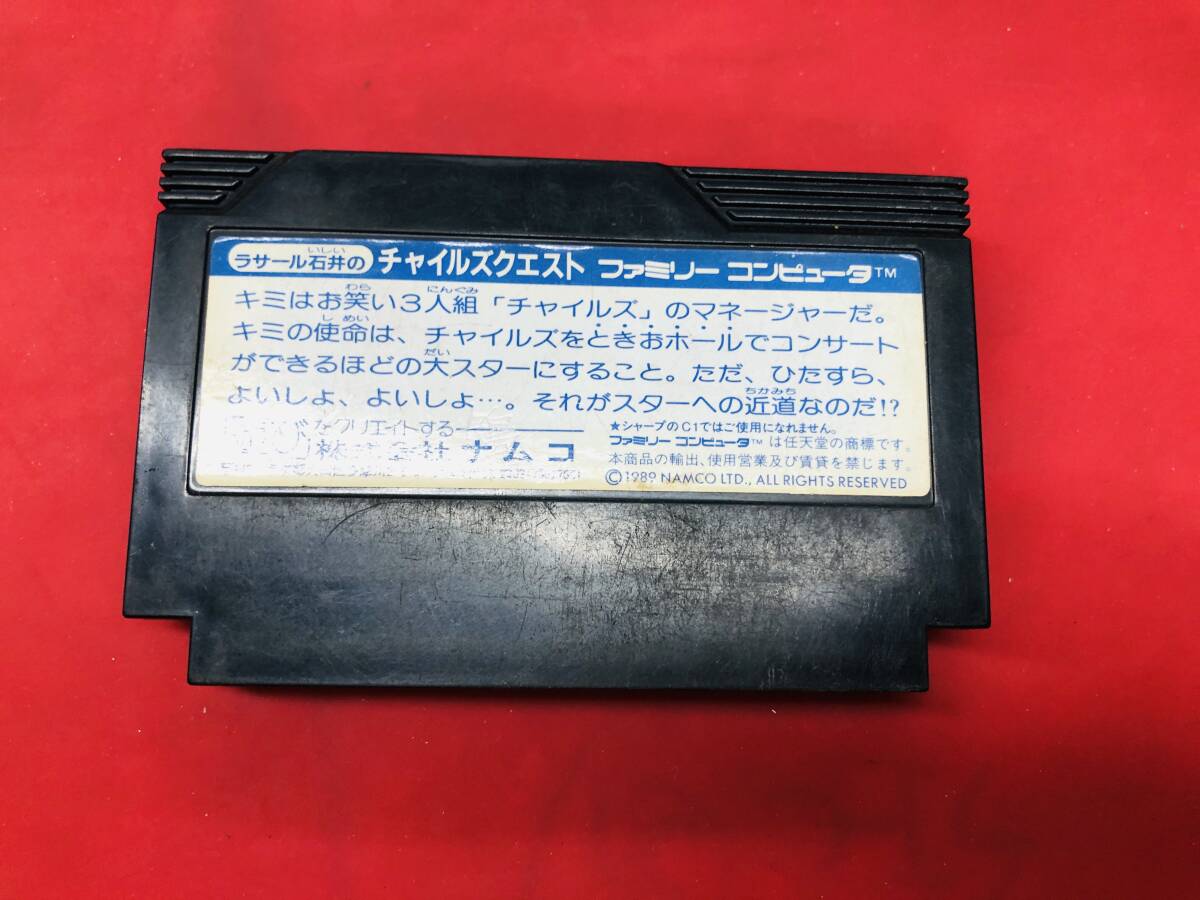 ラサール石井の チャイルズクエスト ファミリー コンピュータ™
キミはお笑い3人組「チャイルズ」のマネージャーだ。
キミの使命は、チャイルズをときおホールでコンサート
ができるほどの大スターにすること。ただ、ひたすら、
よいしょ、よいしょ…。それがスターへの近道なのだ!?
をクリエイトする
株式会社ナムコ
★シャープのC1ではご使用になれません。
ファミリー コンピュータ™ は任天堂の商標です。
本商品の輸出、使用営業及び賃貸を禁じます。
©1989 NAMCO LTD., ALL RIGHTS RESERVED